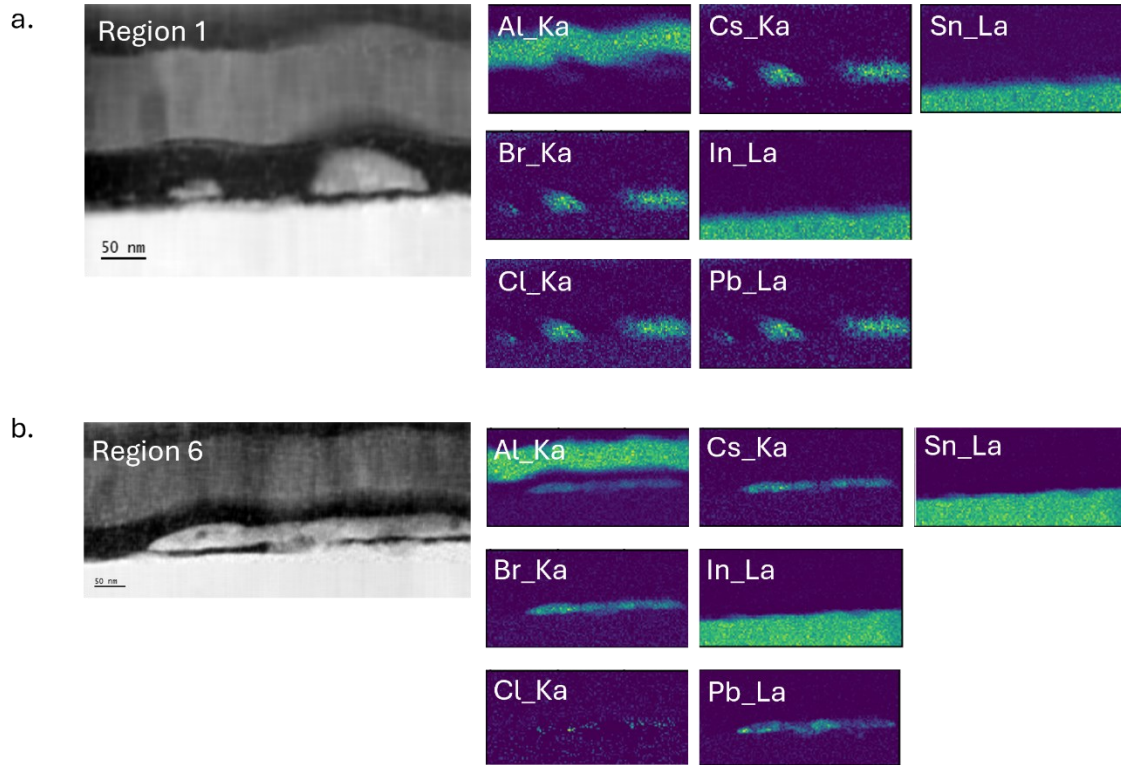 a.
Region 1
50 nm
Al_Ka
Cs_Ka
Sn_La
Br_Ka
In_La
Cl_Ka
Pb_La
b.
Region 6
50 nm
Al_Ka
Cs_Ka
Sn_La
Br_Ka
In_La
Cl_Ka
Pb_La